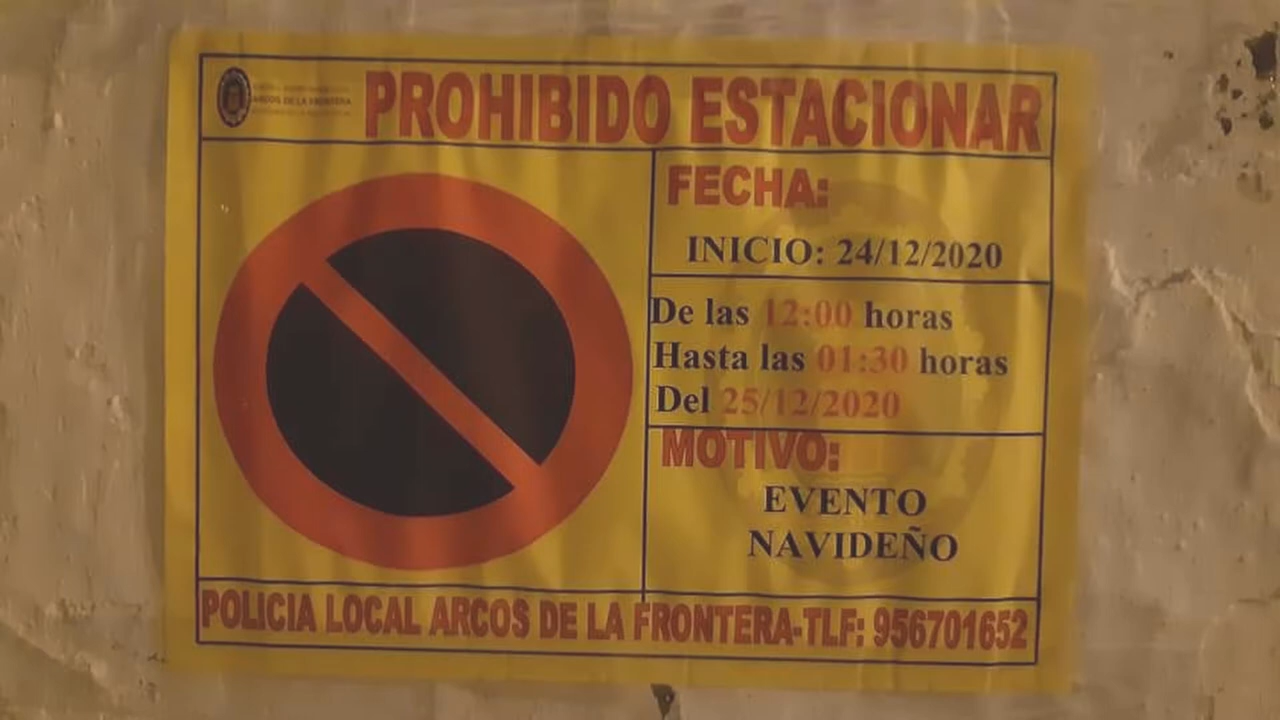 ARCOS DE LA FRONTERA
PROHIBIDO ESTACIONAR
FECHA:
INICIO: 24/12/2020
De las 12:00 horas
Hasta las 01:30 horas
Del 25/12/2020
MOTIVO:
EVENTO
NAVIDEÑO
POLICIA LOCAL ARCOS DE LA FRONTERA-TLF: 956701652